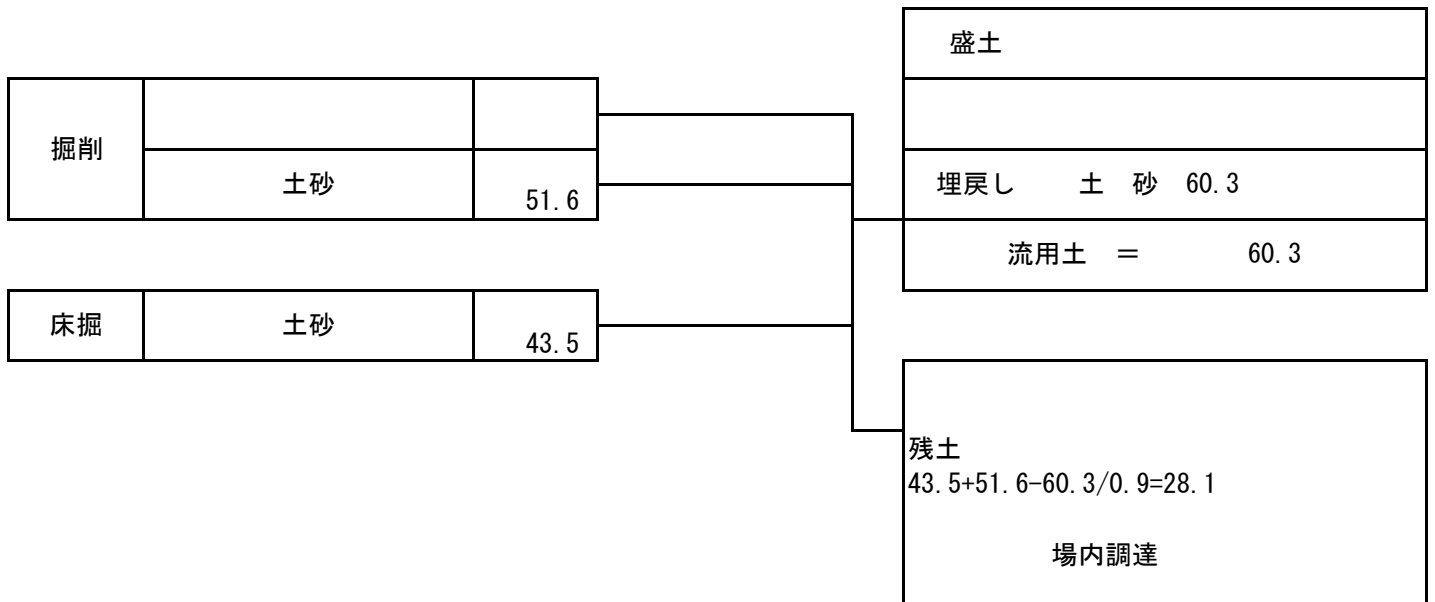 盛土
掘削
土砂 51.6
埋戻し 土 砂 60.3
流用土 = 60.3
床掘 土砂 43.5
残土
43.5+51.6-60.3/0.9=28.1
場内調達